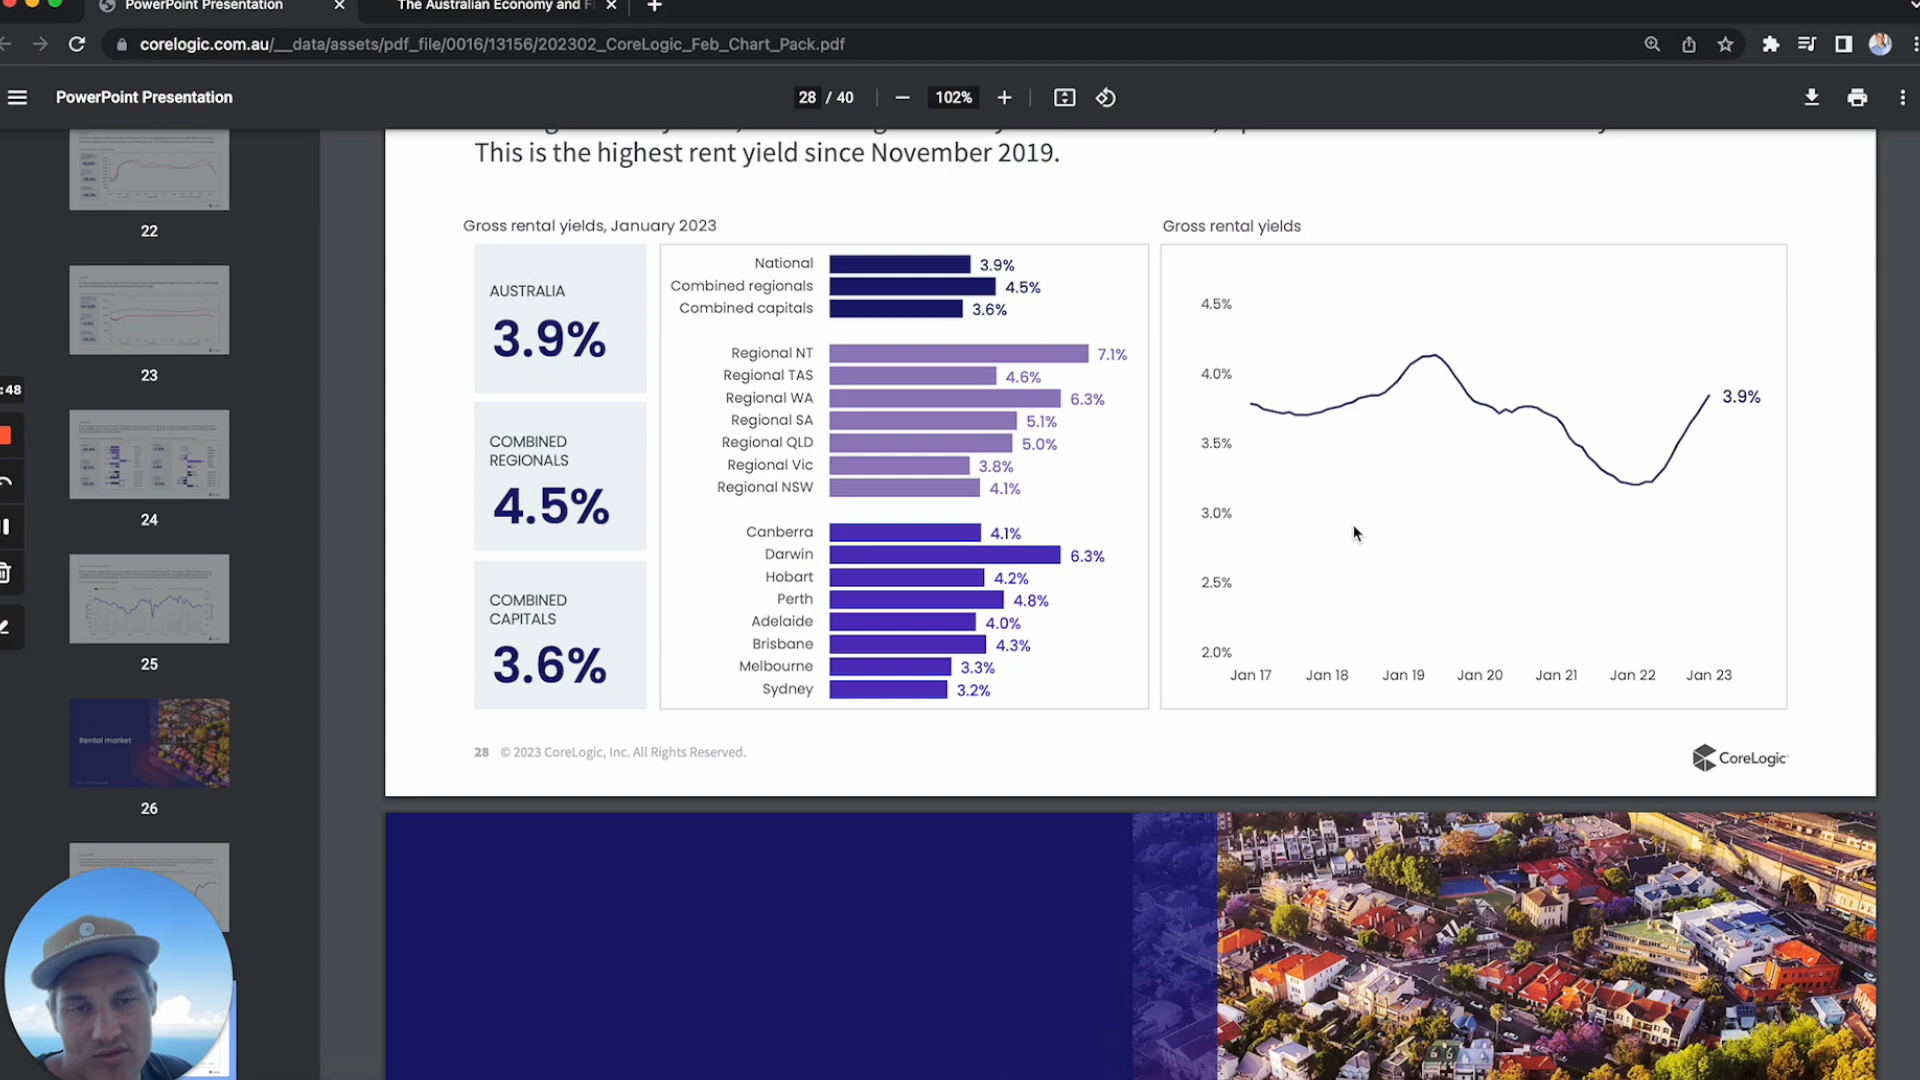 PowerPoint Presentation
The Australian Economy and F
corelogic.com.au/__data/assets/pdf_file/0016/13156/202302_CoreLogic_Feb_Chart_Pack.pdf
PowerPoint Presentation
28 / 40
102%
22
23
24
25
Rental market
26
:48
This is the highest rent yield since November 2019.
Gross rental yields, January 2023
AUSTRALIA
3.9%
COMBINED
REGIONALS
4.5%
COMBINED
CAPITALS
3.6%
National 3.9%
Combined regionals 4.5%
Combined capitals 3.6%
Regional NT 7.1%
Regional TAS 4.6%
Regional WA 6.3%
Regional SA 5.1%
Regional QLD 5.0%
Regional Vic 3.8%
Regional NSW 4.1%
Canberra 4.1%
Darwin 6.3%
Hobart 4.2%
Perth 4.8%
Adelaide 4.0%
Brisbane 4.3%
Melbourne 3.3%
Sydney 3.2%
Gross rental yields
4.5%
4.0%
3.5%
3.0%
2.5%
2.0%
3.9%
Jan 17 Jan 18 Jan 19 Jan 20 Jan 21 Jan 22 Jan 23
28 © 2023 CoreLogic, Inc. All Rights Reserved.
CoreLogic